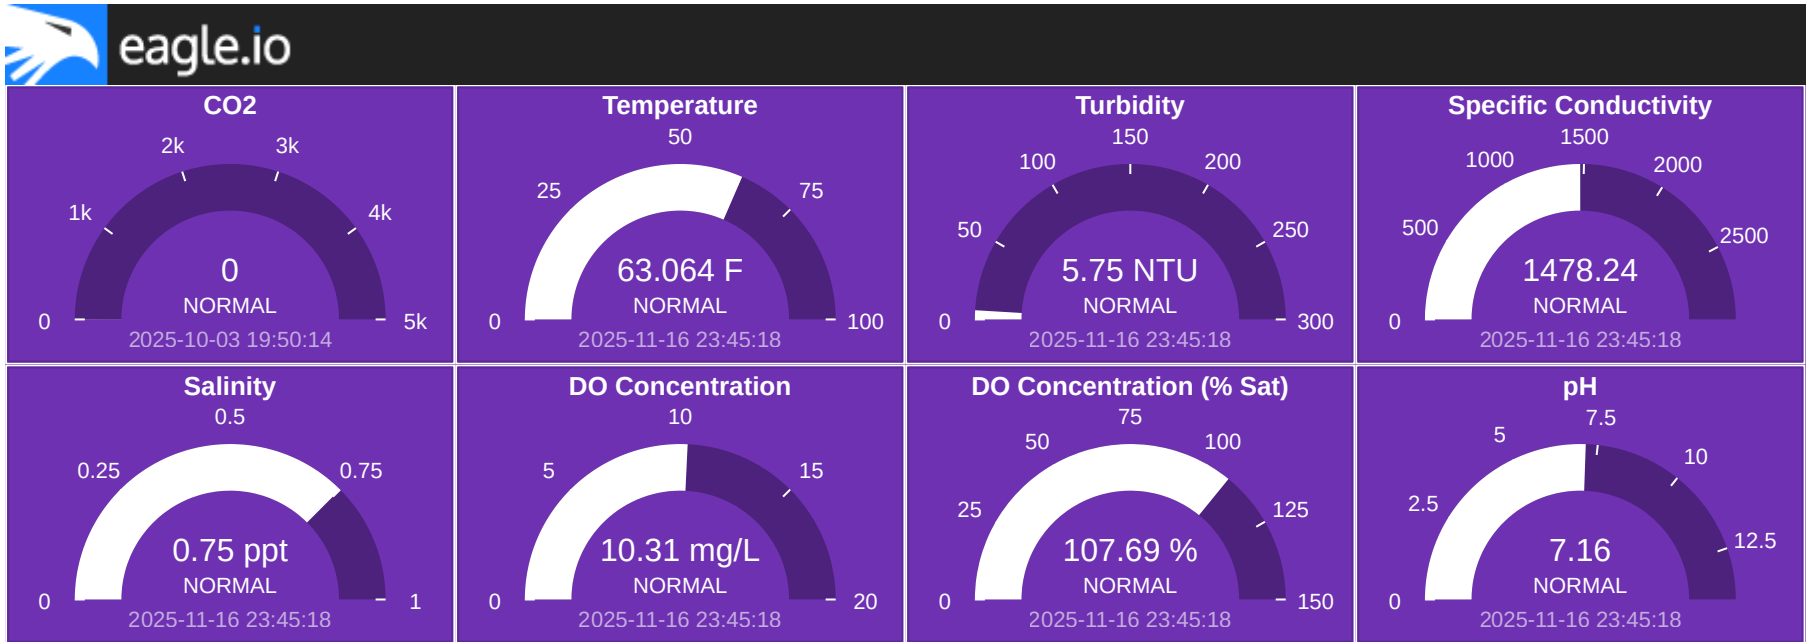 eagle.io
CO2
2k
3k
1k
4k
0
NORMAL
0
5k
2025-10-03 19:50:14
Temperature
50
25
75
63.064 F
NORMAL
0
100
2025-11-16 23:45:18
Turbidity
150
100
200
50
250
5.75 NTU
NORMAL
0
300
2025-11-16 23:45:18
Specific Conductivity
1500
1000
2000
500
2500
1478.24
NORMAL
0
2025-11-16 23:45:18
Salinity
0.5
0.25
0.75
0.75 ppt
NORMAL
0
1
2025-11-16 23:45:18
DO Concentration
10
5
15
10.31 mg/L
NORMAL
0
20
2025-11-16 23:45:18
DO Concentration (% Sat)
75
50
100
25
125
107.69 %
NORMAL
0
150
2025-11-16 23:45:18
pH
7.5
5
10
2.5
12.5
7.16
NORMAL
0
2025-11-16 23:45:18